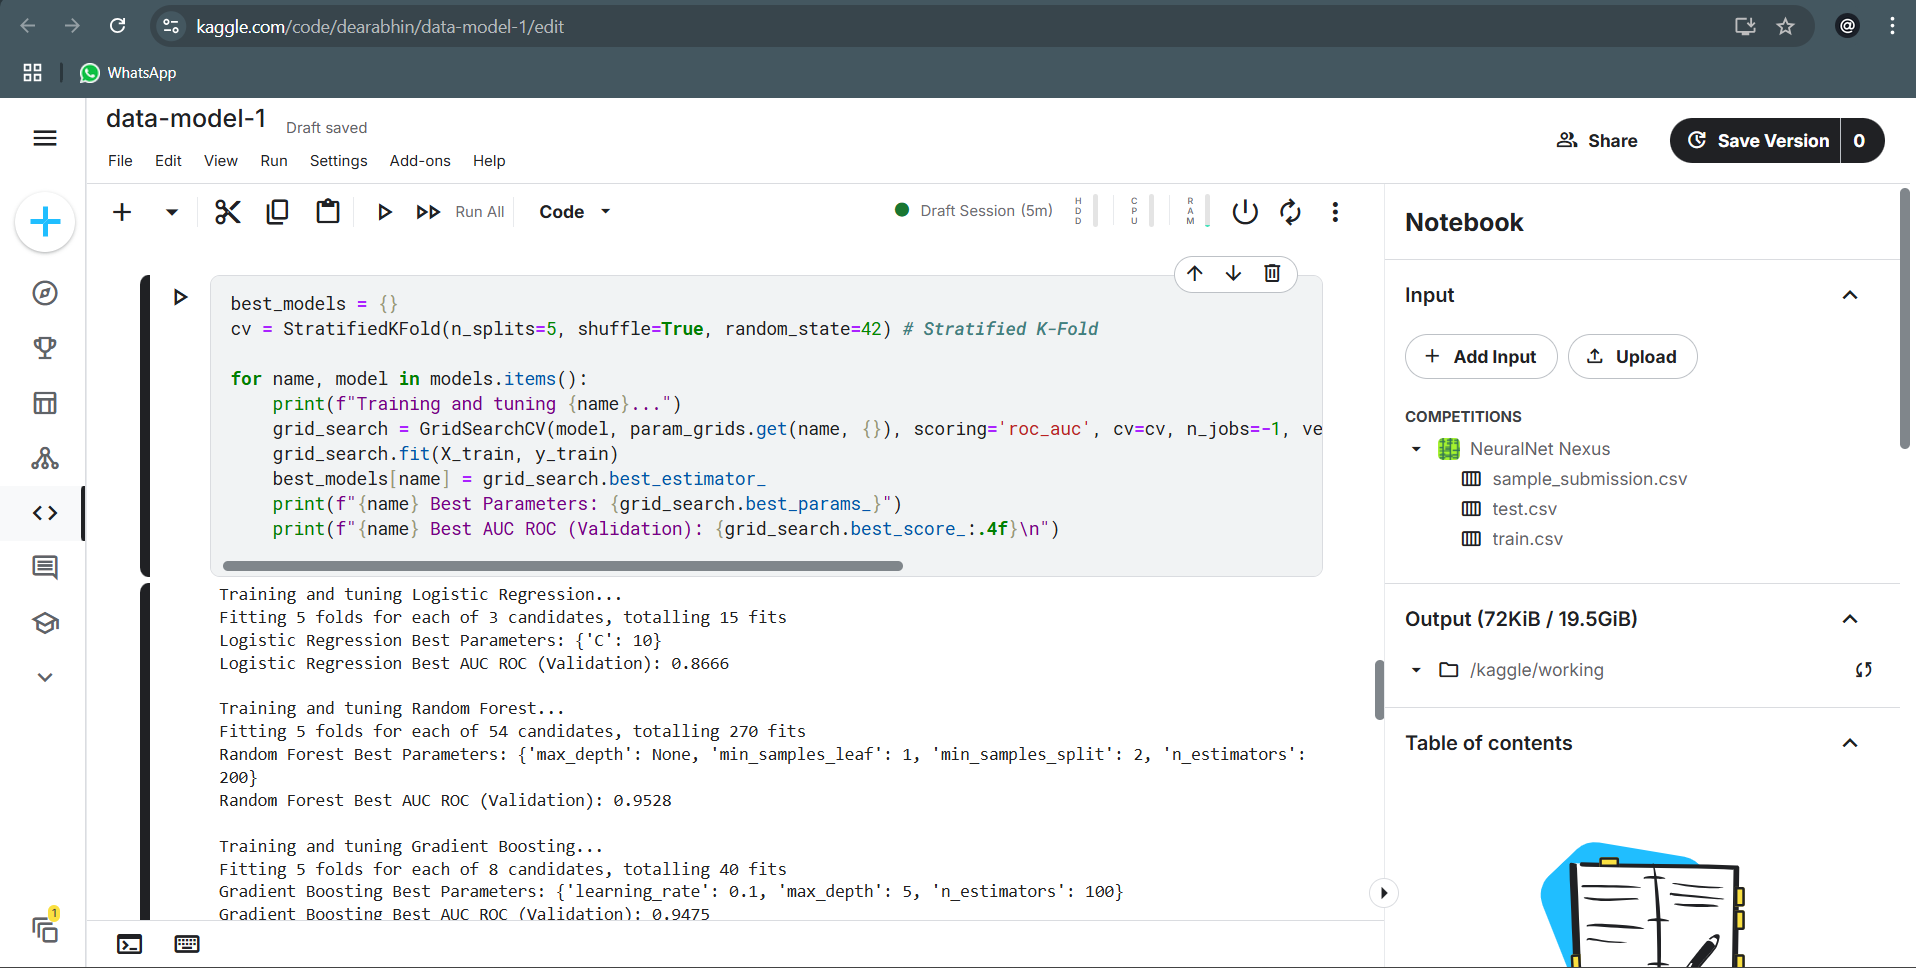 kaggle.com/code/dearabhin/data-model-1/edit
@
WhatsApp
data-model-1
Draft saved
File Edit View Run Settings Add-ons Help
Share
Save Version 0
Run All
Code
Draft Session (5m)
HDD
CPU
RAM
best_models = {}
cv = StratifiedKFold(n_splits=5, shuffle=True, random_state=42) # Stratified K-Fold
for name, model in models.items():
    print(f"Training and tuning {name}...")
    grid_search = GridSearchCV(model, param_grids.get(name, {}), scoring='roc_auc', cv=cv, n_jobs=-1, ve
    grid_search.fit(X_train, y_train)
    best_models[name] = grid_search.best_estimator_
    print(f"{name} Best Parameters: {grid_search.best_params_}")
    print(f"{name} Best AUC ROC (Validation): {grid_search.best_score_:.4f}\n")
Training and tuning Logistic Regression...
Fitting 5 folds for each of 3 candidates, totalling 15 fits
Logistic Regression Best Parameters: {'C': 10}
Logistic Regression Best AUC ROC (Validation): 0.8666
Training and tuning Random Forest...
Fitting 5 folds for each of 54 candidates, totalling 270 fits
Random Forest Best Parameters: {'max_depth': None, 'min_samples_leaf': 1, 'min_samples_split': 2, 'n_estimators':
200}
Random Forest Best AUC ROC (Validation): 0.9528
Training and tuning Gradient Boosting...
Fitting 5 folds for each of 8 candidates, totalling 40 fits
Gradient Boosting Best Parameters: {'learning_rate': 0.1, 'max_depth': 5, 'n_estimators': 100}
Gradient Boosting Best AUC ROC (Validation): 0.9475
Notebook
Input
Add Input
Upload
COMPETITIONS
NeuralNet Nexus
sample_submission.csv
test.csv
train.csv
Output (72KiB / 19.5GiB)
/kaggle/working
Table of contents
1